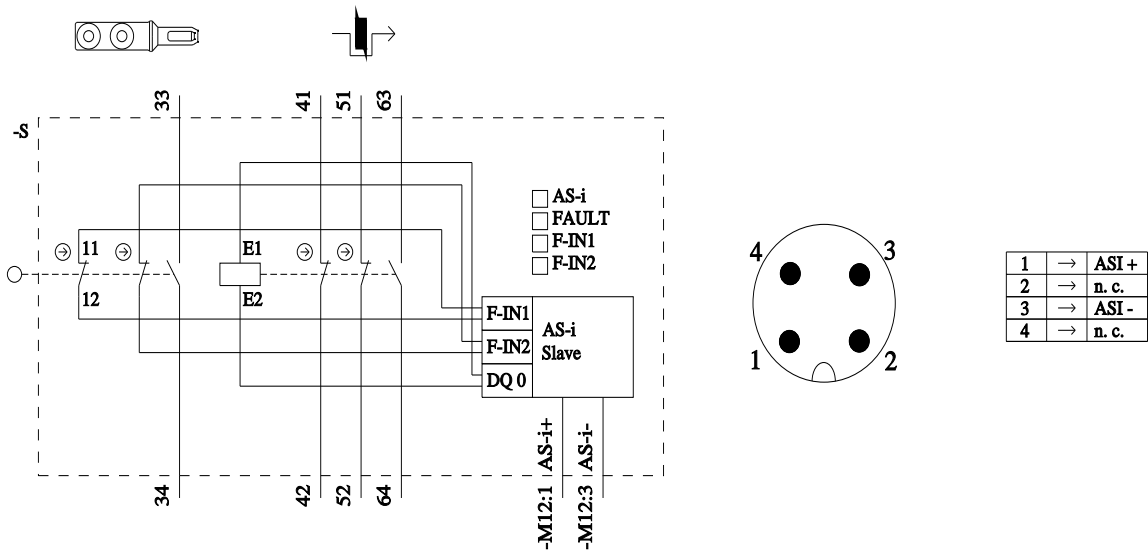 33
41
51
63
-S
AS-i
FAULT
F-IN1
F-IN2
11
E1
12
E2
F-IN1
F-IN2
DQ 0
AS-i
Slave
34
42
52
64
-M12:1 AS-i+
-M12:3 AS-i-
4
3
1
2
1 → ASI +
2 → n. c.
3 → ASI -
4 → n. c.